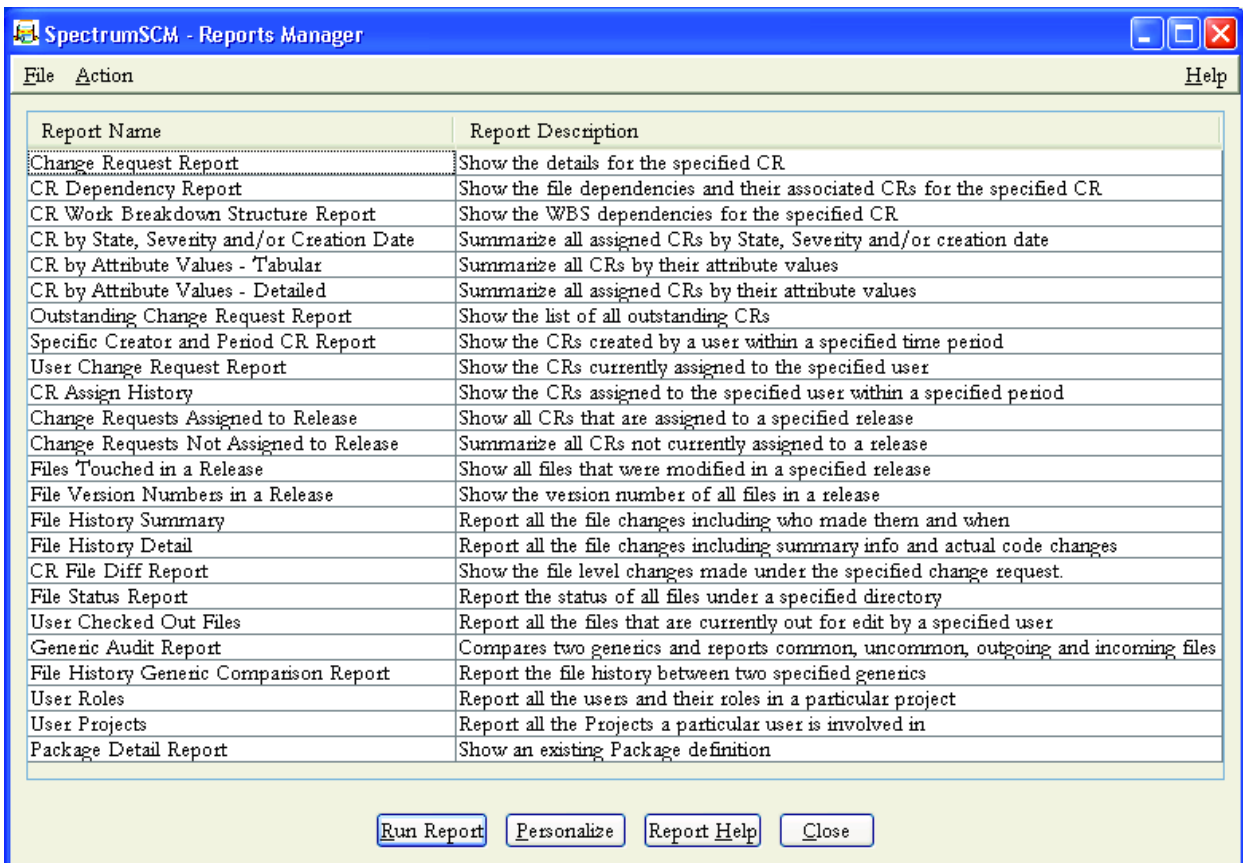 SpectrumSCM - Reports Manager
File Action Help
Report Name Report Description
Change Request Report Show the details for the specified CR
CR Dependency Report Show the file dependencies and their associated CRs for the specified CR
CR Work Breakdown Structure Report Show the WBS dependencies for the specified CR
CR by State, Severity and/or Creation Date Summarize all assigned CRs by State, Severity and/or creation date
CR by Attribute Values - Tabular Summarize all CRs by their attribute values
CR by Attribute Values - Detailed Summarize all assigned CRs by their attribute values
Outstanding Change Request Report Show the list of all outstanding CRs
Specific Creator and Period CR Report Show the CRs created by a user within a specified time period
User Change Request Report Show the CRs currently assigned to the specified user
CR Assign History Show the CRs assigned to the specified user within a specified period
Change Requests Assigned to Release Show all CRs that are assigned to a specified release
Change Requests Not Assigned to Release Summarize all CRs not currently assigned to a release
Files Touched in a Release Show all files that were modified in a specified release
File Version Numbers in a Release Show the version number of all files in a release
File History Summary Report all the file changes including who made them and when
File History Detail Report all the file changes including summary info and actual code changes
CR File Diff Report Show the file level changes made under the specified change request.
File Status Report Report the status of all files under a specified directory
User Checked Out Files Report all the files that are currently out for edit by a specified user
Generic Audit Report Compares two generics and reports common, uncommon, outgoing and incoming files
File History Generic Comparison Report Report the file history between two specified generics
User Roles Report all the users and their roles in a particular project
User Projects Report all the Projects a particular user is involved in
Package Detail Report Show an existing Package definition
Run Report Personalize Report Help Close